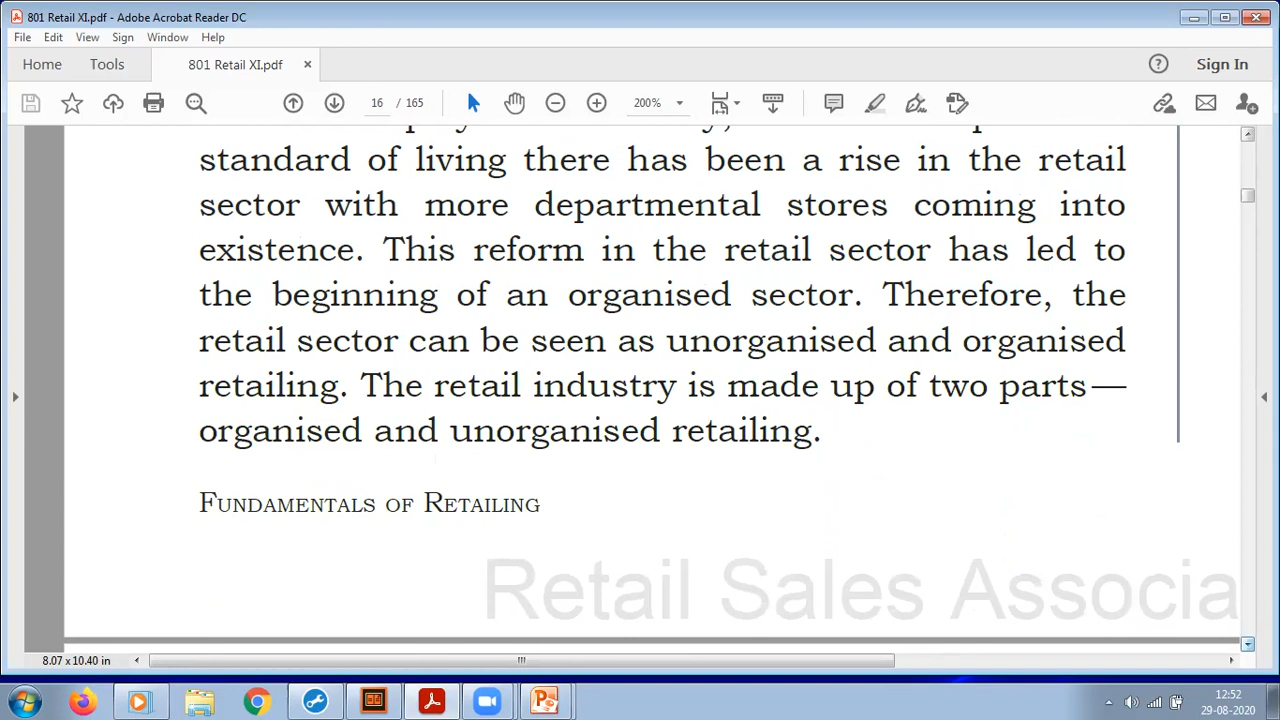 801 Retail XI.pdf - Adobe Acrobat Reader DC
File Edit View Sign Window Help
Home Tools 801 Retail XI.pdf × Sign In
16 / 165 200%
standard of living there has been a rise in the retail
sector with more departmental stores coming into
existence. This reform in the retail sector has led to
the beginning of an organised sector. Therefore, the
retail sector can be seen as unorganised and organised
retailing. The retail industry is made up of two parts—
organised and unorganised retailing.
Fundamentals of Retailing
Retail Sales Associa
8.07 x 10.40 in
12:52
29-08-2020